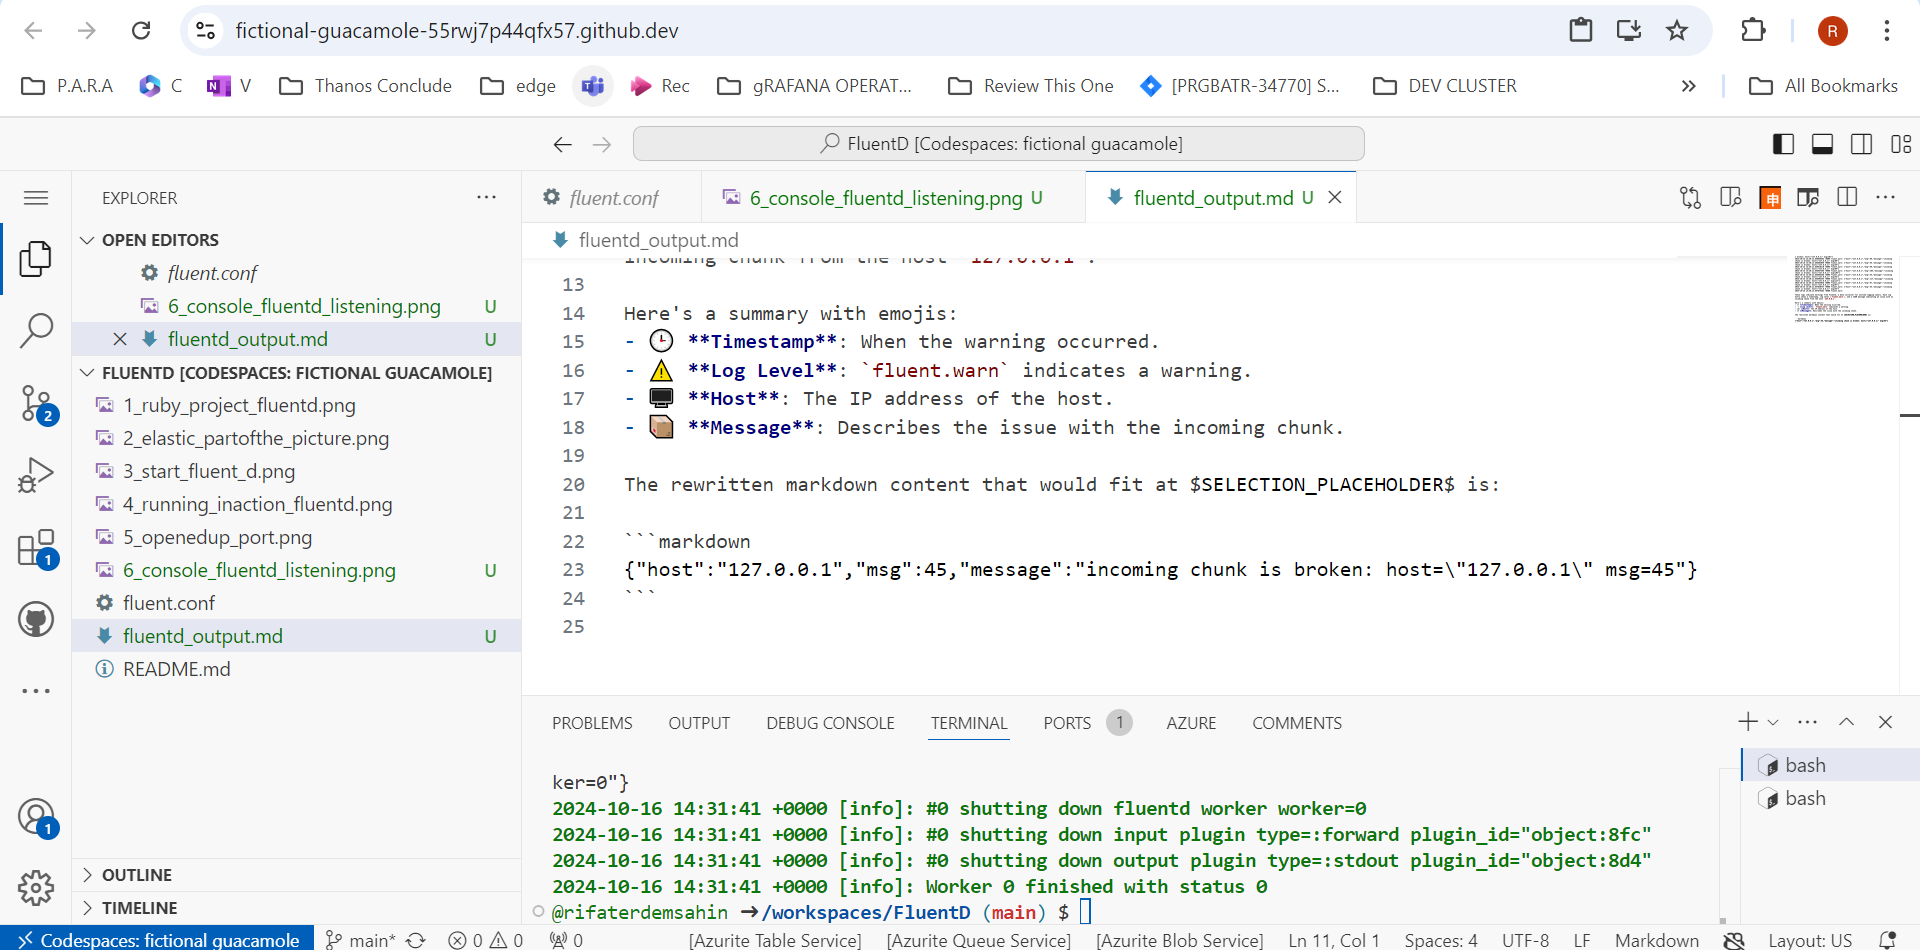 fictional-guacamole-55rwj7p44qfx57.github.dev
R
P.A.R.A
C
V
Thanos Conclude
edge
Rec
gRAFANA OPERAT...
Review This One
[PRGBATR-34770] S...
DEV CLUSTER
All Bookmarks
FluentD [Codespaces: fictional guacamole]
EXPLORER
OPEN EDITORS
fluent.conf
6_console_fluentd_listening.png U
fluentd_output.md U
FLUENTD [CODESPACES: FICTIONAL GUACAMOLE]
1_ruby_project_fluentd.png
2_elastic_partofthe_picture.png
3_start_fluent_d.png
4_running_inaction_fluentd.png
5_openedup_port.png
6_console_fluentd_listening.png U
fluent.conf
fluentd_output.md U
README.md
OUTLINE
TIMELINE
2
1
1
fluent.conf
6_console_fluentd_listening.png U
fluentd_output.md U
申
fluentd_output.md
incoming chunk from the host `127.0.0.1`.
13
14 Here's a summary with emojis:
15 - 🕒 **Timestamp**: When the warning occurred.
16 - ⚠️ **Log Level**: `fluent.warn` indicates a warning.
17 - 🖥️ **Host**: The IP address of the host.
18 - 📦 **Message**: Describes the issue with the incoming chunk.
19
20 The rewritten markdown content that would fit at $SELECTION_PLACEHOLDER$ is:
21
22 ```markdown
23 {"host":"127.0.0.1","msg":45,"message":"incoming chunk is broken: host=\"127.0.0.1\" msg=45"}
24 ```
25
PROBLEMS
OUTPUT
DEBUG CONSOLE
TERMINAL
PORTS 1
AZURE
COMMENTS
ker=0"}
2024-10-16 14:31:41 +0000 [info]: #0 shutting down fluentd worker worker=0
2024-10-16 14:31:41 +0000 [info]: #0 shutting down input plugin type=:forward plugin_id="object:8fc"
2024-10-16 14:31:41 +0000 [info]: #0 shutting down output plugin type=:stdout plugin_id="object:8d4"
2024-10-16 14:31:41 +0000 [info]: Worker 0 finished with status 0
@rifaterdemsahin ➜/workspaces/FluentD (main) $
bash
bash
Codespaces: fictional guacamole
main*
0
0
0
[Azurite Table Service]
[Azurite Queue Service]
[Azurite Blob Service]
Ln 11, Col 1
Spaces: 4
UTF-8
LF
Markdown
Layout: US